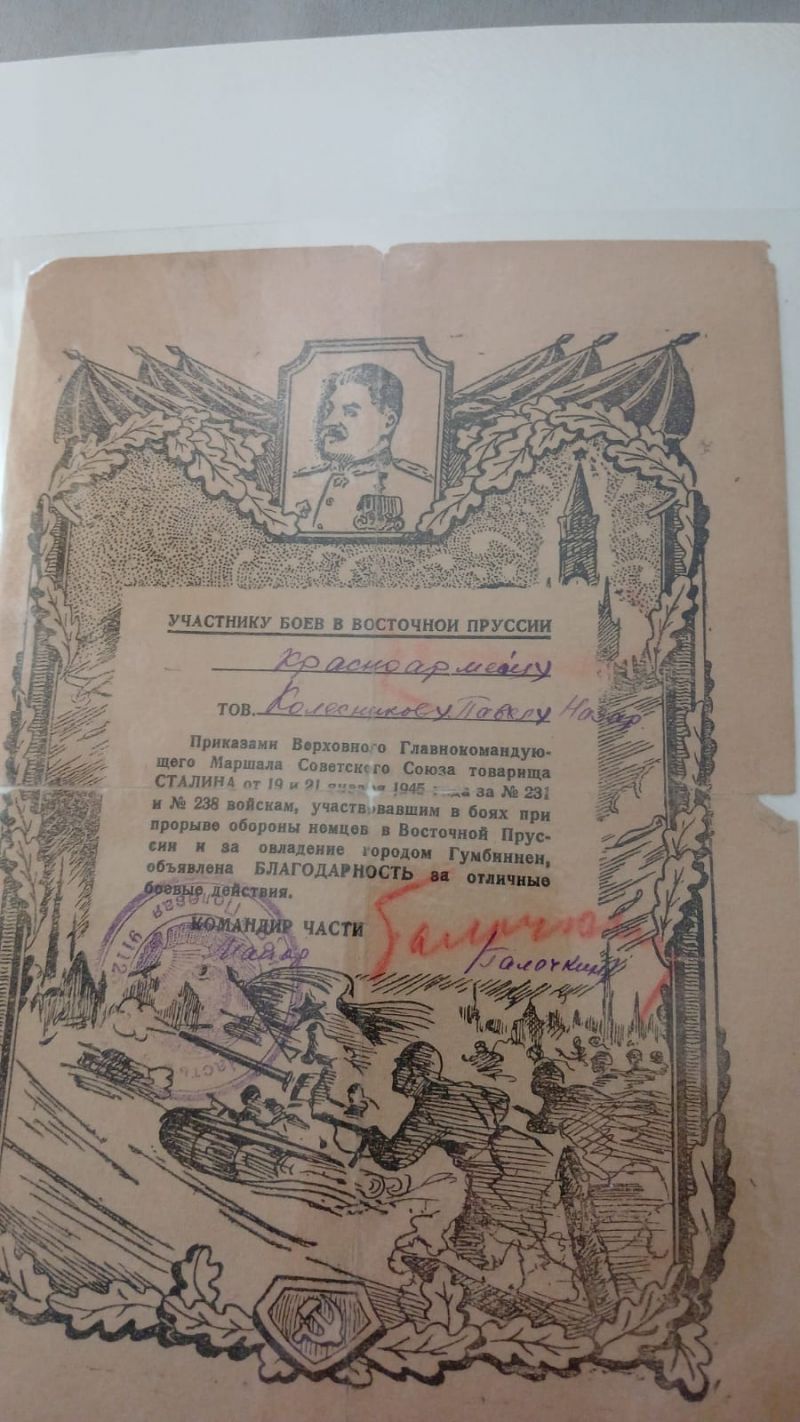 УЧАСТНИКУ БОЕВ В ВОСТОЧНОЙ ПРУССИИ
Красноармейцу
ТОВ. Колесникову Павлу Назар.
Приказами Верховного Главнокомандую-
щего Маршала Советского Союза товарища
СТАЛИНА от 19 и 21 января 1945 года за № 231
и № 238 войскам, участвовавшим в боях при
прорыве обороны немцев в Восточной Прус-
сии и за овладение городом Гумбиннен,
объявлена БЛАГОДАРНОСТЬ за отличные
боевые действия.
КОМАНДИР ЧАСТИ
Майор Галочкин
Полевая
часть